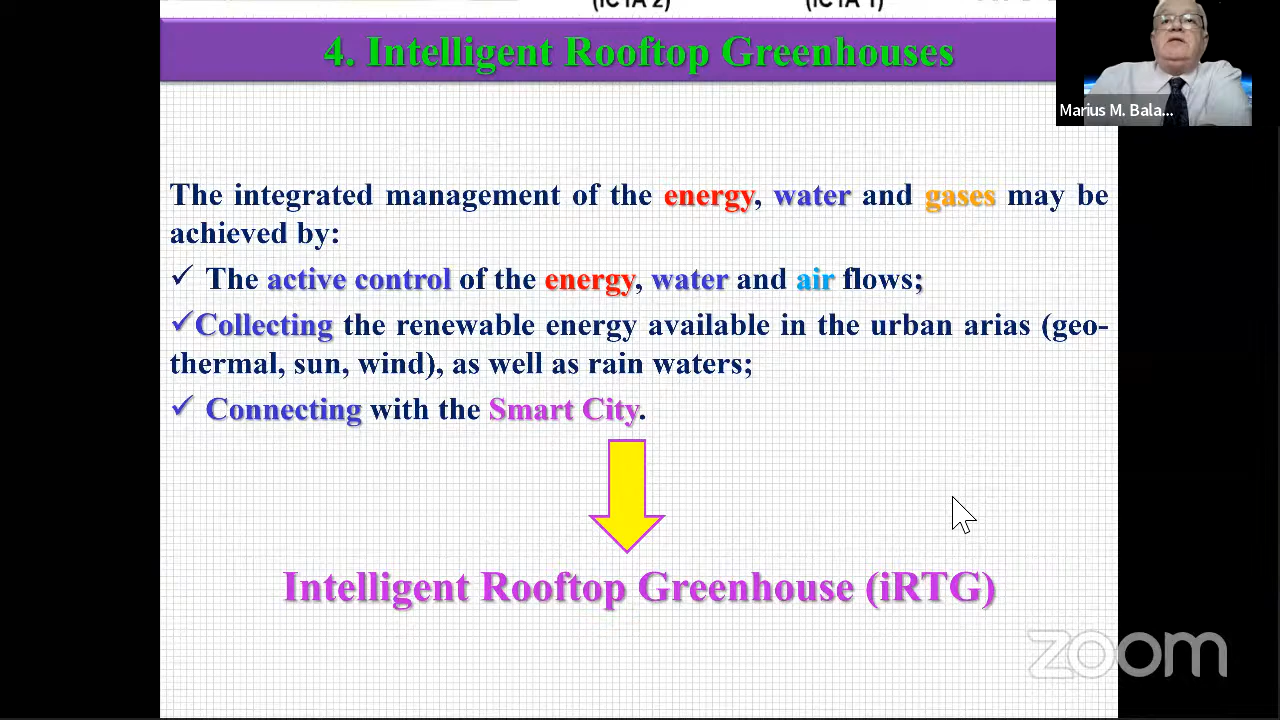 (ICTA 2) (ICTA 1)
4. Intelligent Rooftop Greenhouses
Marius M. Bala...
The integrated management of the energy, water and gases may be
achieved by:
✓ The active control of the energy, water and air flows;
✓Collecting the renewable energy available in the urban arias (geo-
thermal, sun, wind), as well as rain waters;
✓ Connecting with the Smart City.
Intelligent Rooftop Greenhouse (iRTG)
zoom